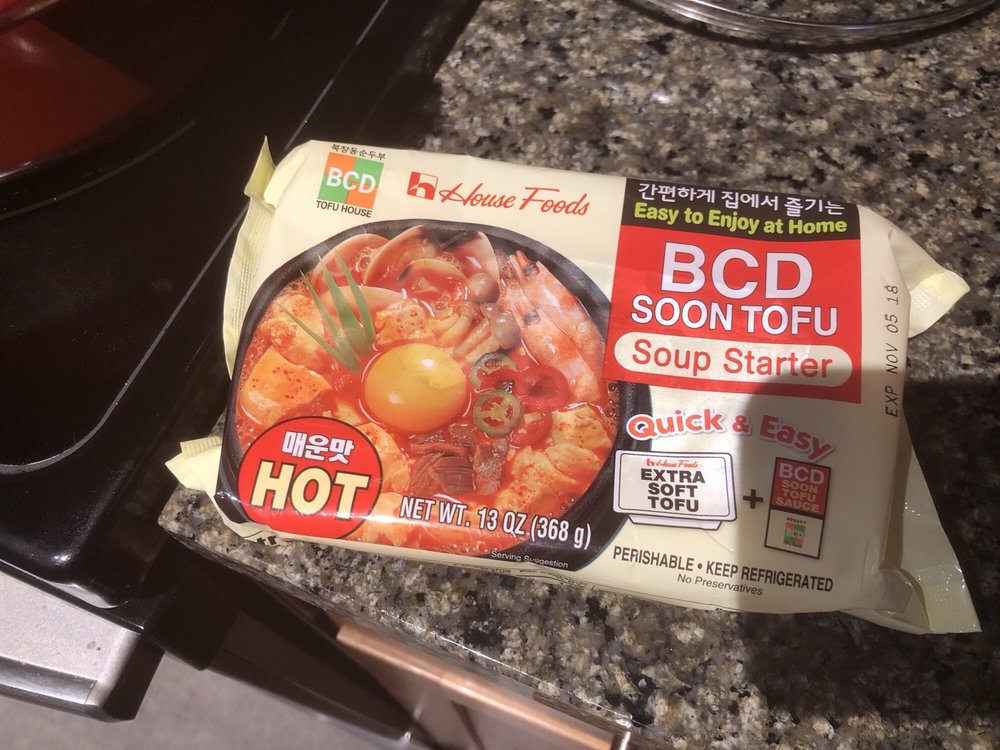 북창동순두부
BCD
TOFU HOUSE
House Foods
간편하게 집에서 즐기는
Easy to Enjoy at Home
BCD
SOON TOFU
Soup Starter
EXP NOV 05 18
Quick & Easy
House Foods
EXTRA
SOFT
TOFU
+
BCD
SOON
TOFU
SAUCE
BCD
매운맛
HOT
NET WT. 13 OZ (368 g)
Serving Suggestion
PERISHABLE • KEEP REFRIGERATED
No Preservatives